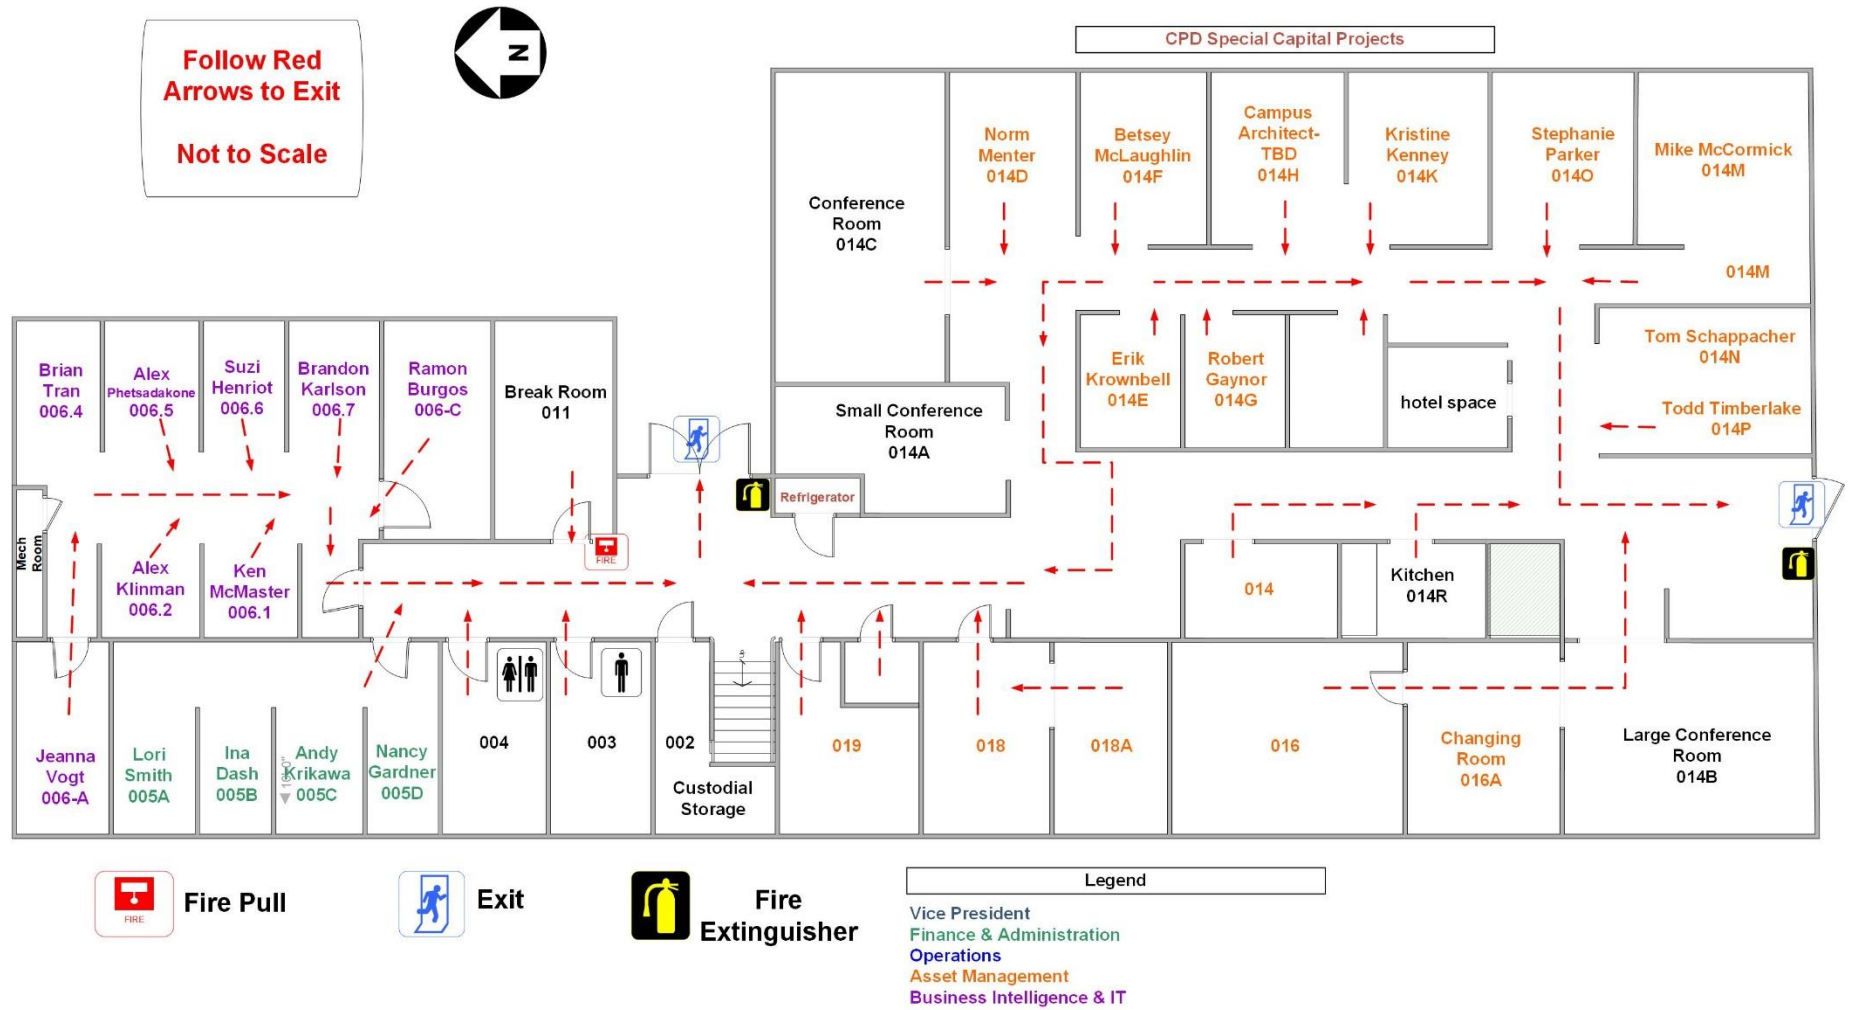 Follow Red
Arrows to Exit
Not to Scale
N
CPD Special Capital Projects
Conference
Room
014C
Norm
Menter
014D
Betsey
McLaughlin
014F
Campus
Architect-
TBD
014H
Kristine
Kenney
014K
Stephanie
Parker
014O
Mike McCormick
014M
014M
Tom Schappacher
014N
Todd Timberlake
014P
Erik
Krownbell
014E
Robert
Gaynor
014G
hotel space
Small Conference
Room
014A
Refrigerator
Brian
Tran
006.4
Alex
Phetsadakone
006.5
Suzi
Henriot
006.6
Brandon
Karlson
006.7
Ramon
Burgos
006-C
Break Room
011
Mech
Room
Alex
Klinman
006.2
Ken
McMaster
006.1
FIRE
014
Kitchen
014R
Jeanna
Vogt
006-A
Lori
Smith
005A
Ina
Dash
005B
Andy
Krikawa
005C
Nancy
Gardner
005D
004
003
002
Custodial
Storage
019
018
018A
016
Changing
Room
016A
Large Conference
Room
014B
FIRE
Fire Pull
Exit
Fire
Extinguisher
Legend
Vice President
Finance & Administration
Operations
Asset Management
Business Intelligence & IT